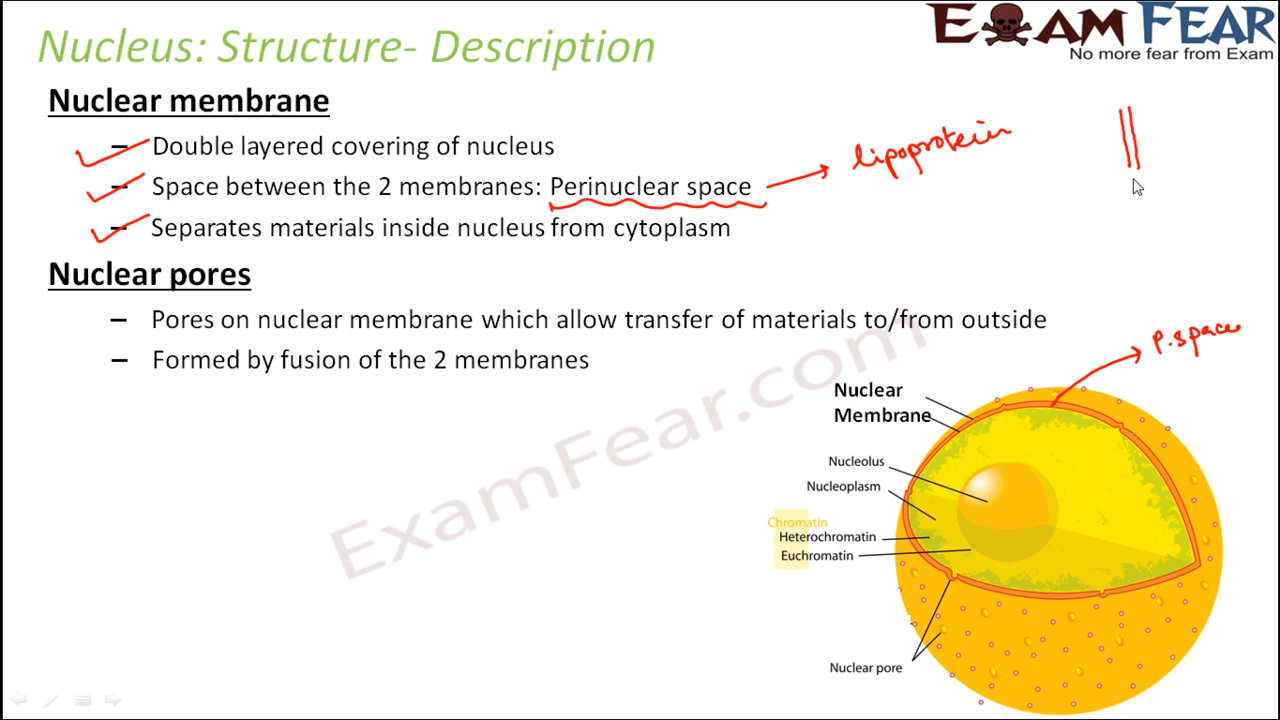 Nucleus: Structure- Description
EXAM FEAR
No more fear from Exam
Nuclear membrane
– Double layered covering of nucleus
– Space between the 2 membranes: Perinuclear space
lipoprotein
– Separates materials inside nucleus from cytoplasm
Nuclear pores
– Pores on nuclear membrane which allow transfer of materials to/from outside
– Formed by fusion of the 2 membranes
P. space
Nuclear
Membrane
Nucleolus
Nucleoplasm
Chromatin
Heterochromatin
Euchromatin
Nuclear pore
ExamFear.com